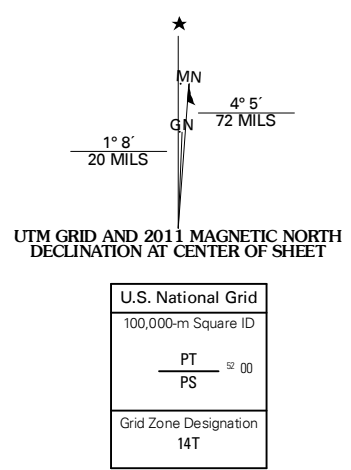 ★
MN
GN
4° 5´
72 MILS
1° 8´
20 MILS
UTM GRID AND 2011 MAGNETIC NORTH
DECLINATION AT CENTER OF SHEET
U.S. National Grid
100,000-m Square ID
PT
52 00
PS
Grid Zone Designation
14T